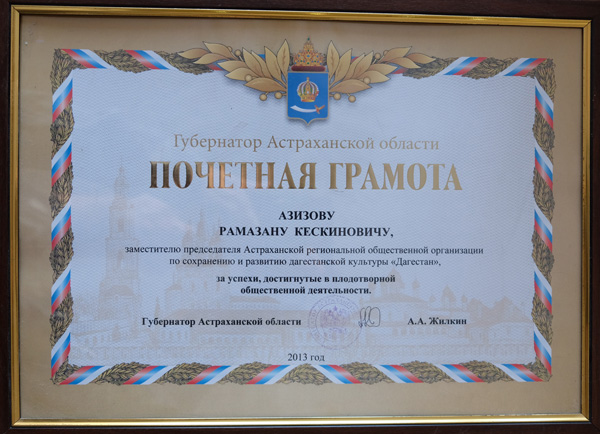 Губернатор Астраханской области
ПОЧЕТНАЯ ГРАМОТА
АЗИЗОВУ
РАМАЗАНУ КЕСКИНОВИЧУ,
заместителю председателя Астраханской региональной общественной организации
по сохранению и развитию дагестанской культуры «Дагестан»,
за успехи, достигнутые в плодотворной
общественной деятельности.
Губернатор Астраханской области А.А. Жилкин
2013 год